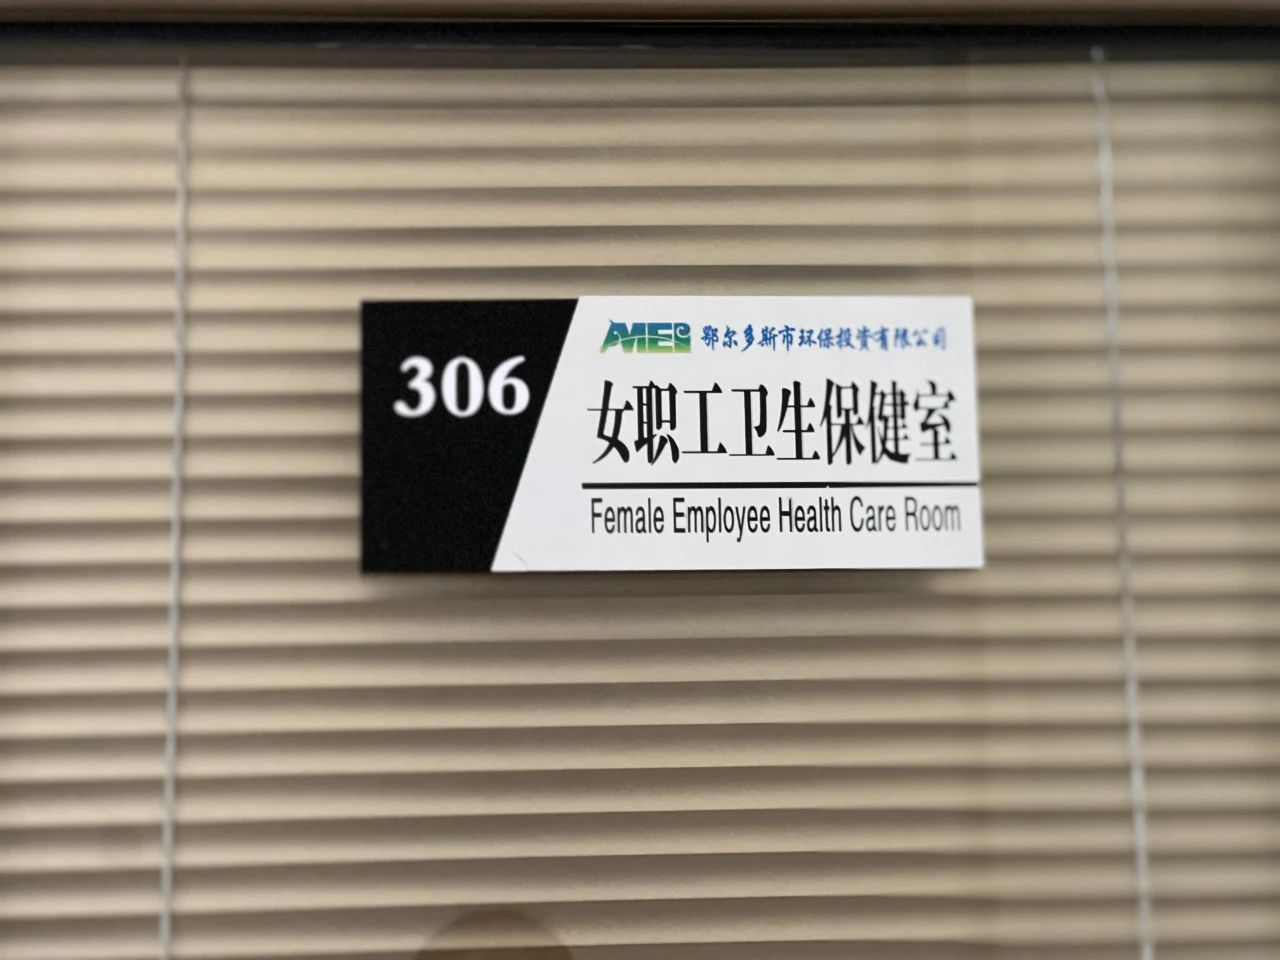 306
MEI 鄂尔多斯市环保投资有限公司
女职工卫生保健室
Female Employee Health Care Room